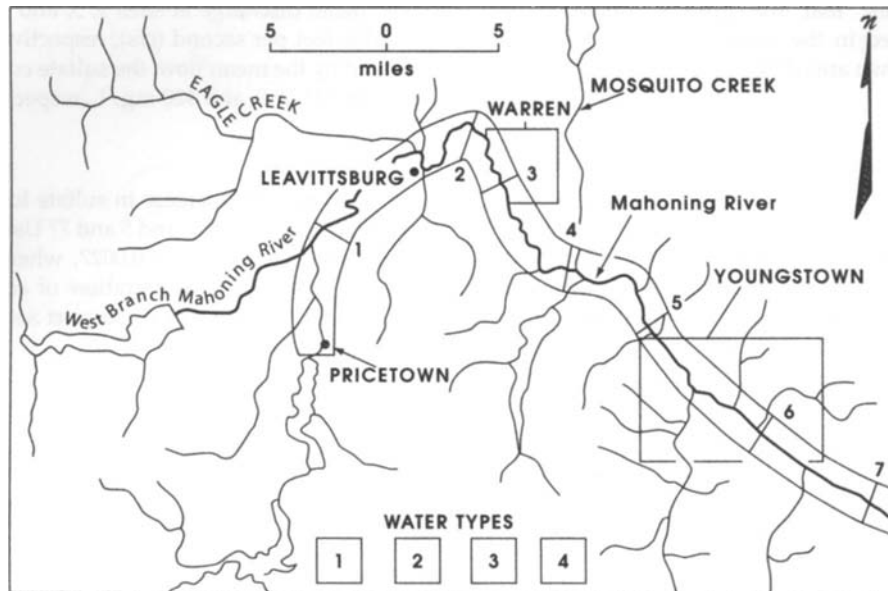 5 0 5
miles
N
EAGLE CREEK
MOSQUITO CREEK
WARREN
LEAVITTSBURG
2
3
Mahoning River
4
1
West Branch Mahoning River
YOUNGSTOWN
5
PRICETOWN
6
7
WATER TYPES
1 2 3 4